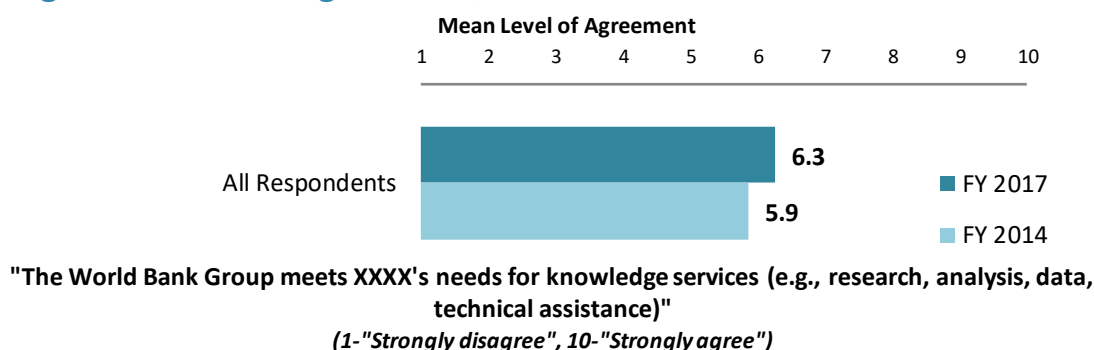 Mean Level of Agreement
1 2 3 4 5 6 7 8 9 10
All Respondents
6.3
5.9
FY 2017
FY 2014
"The World Bank Group meets XXXX's needs for knowledge services (e.g., research, analysis, data,
technical assistance)"
(1-"Strongly disagree", 10-"Strongly agree")